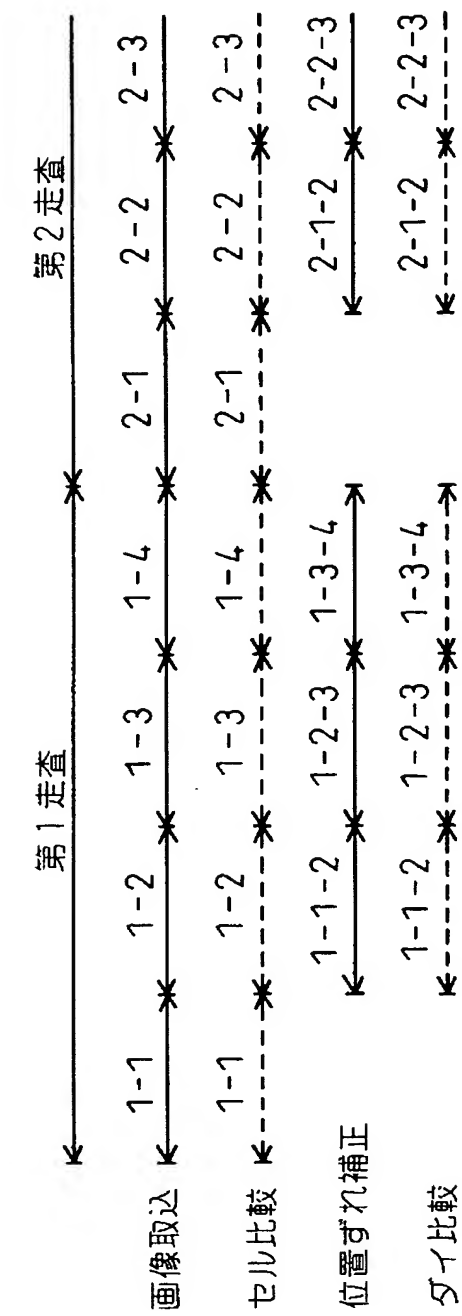 第1走査 第2走査
画像取込 1-1 1-2 1-3 1-4 2-1 2-2 2-3
セル比較 1-1 1-2 1-3 1-4 2-1 2-2 2-3
位置ずれ補正 1-1-2 1-2-3 1-3-4 2-1-2 2-2-3
ダイ比較 1-1-2 1-2-3 1-3-4 2-1-2 2-2-3